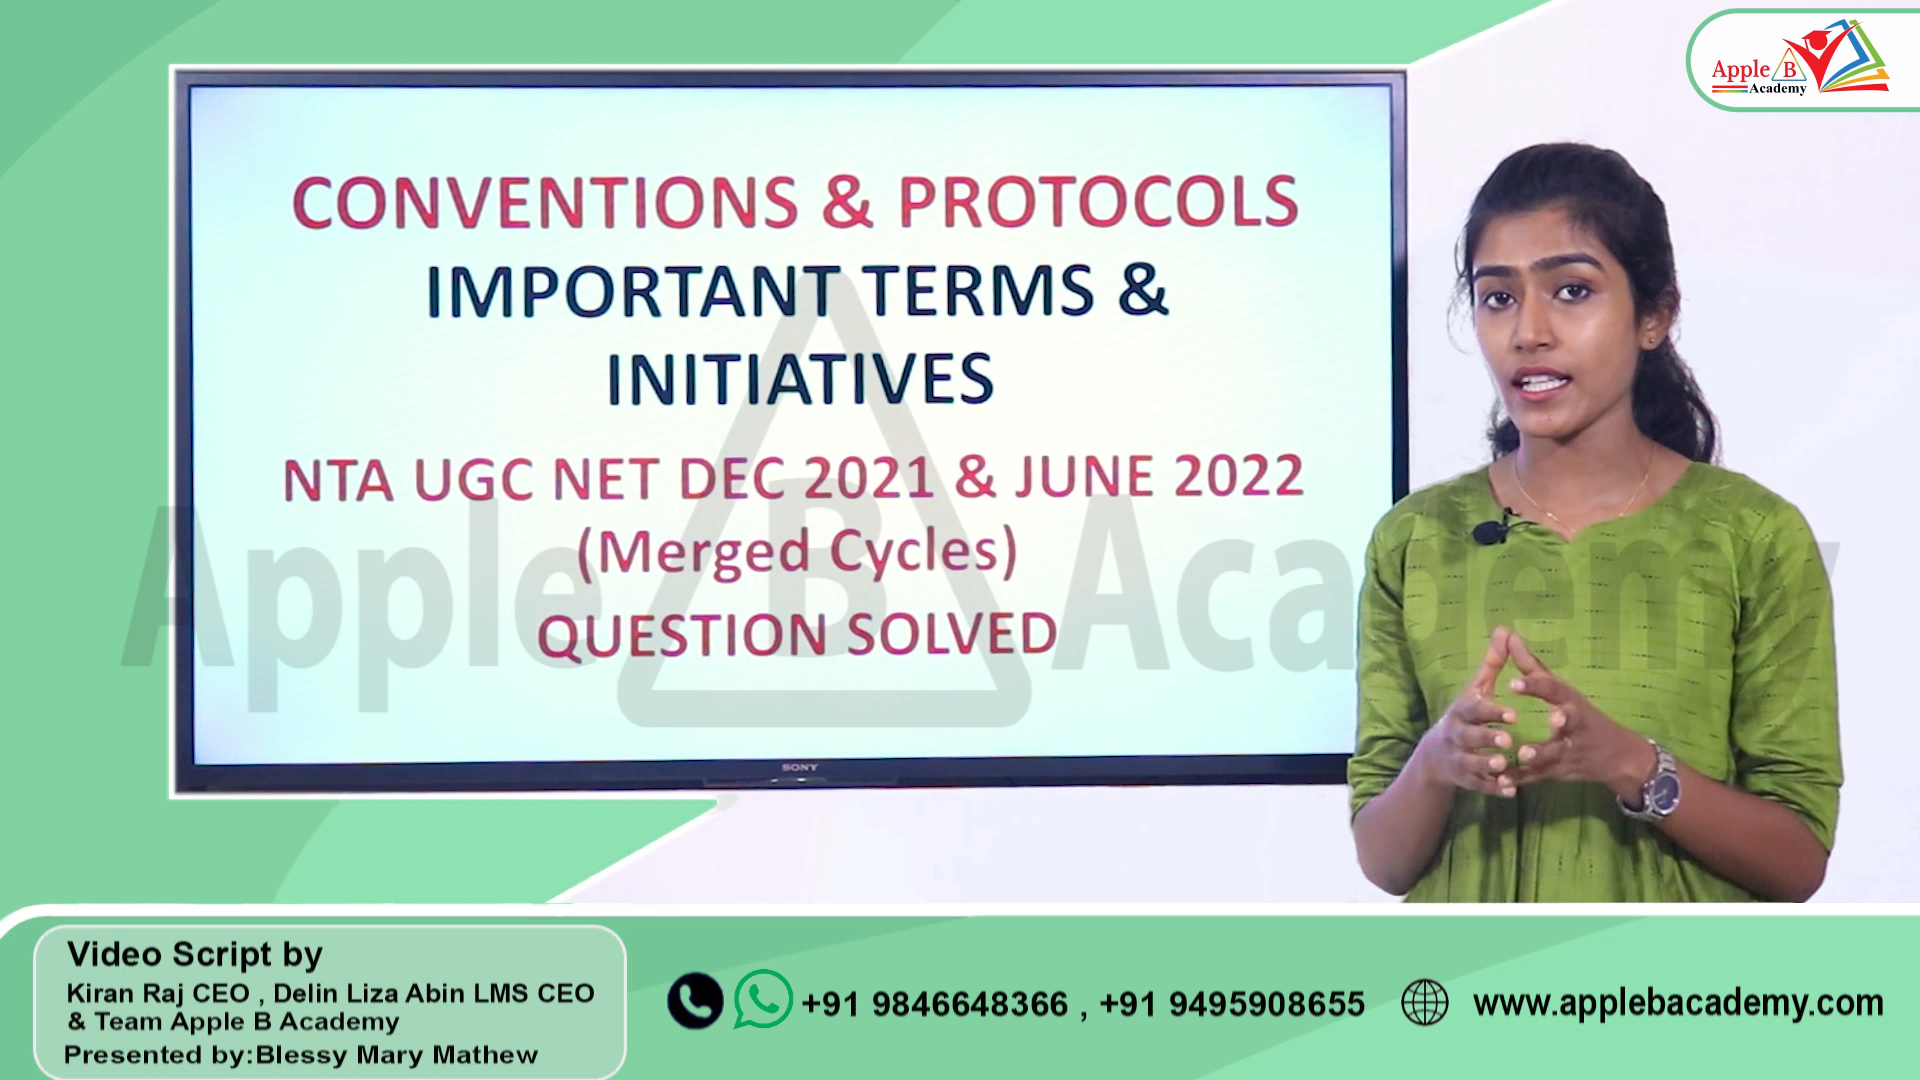 Apple B
Academy
CONVENTIONS & PROTOCOLS
IMPORTANT TERMS &
INITIATIVES
NTA UGC NET DEC 2021 & JUNE 2022
(Merged Cycles)
QUESTION SOLVED
Apple B Academy
SONY
Video Script by
Kiran Raj CEO , Delin Liza Abin LMS CEO
& Team Apple B Academy
Presented by:Blessy Mary Mathew
+91 9846648366 , +91 9495908655
www.applebacademy.com